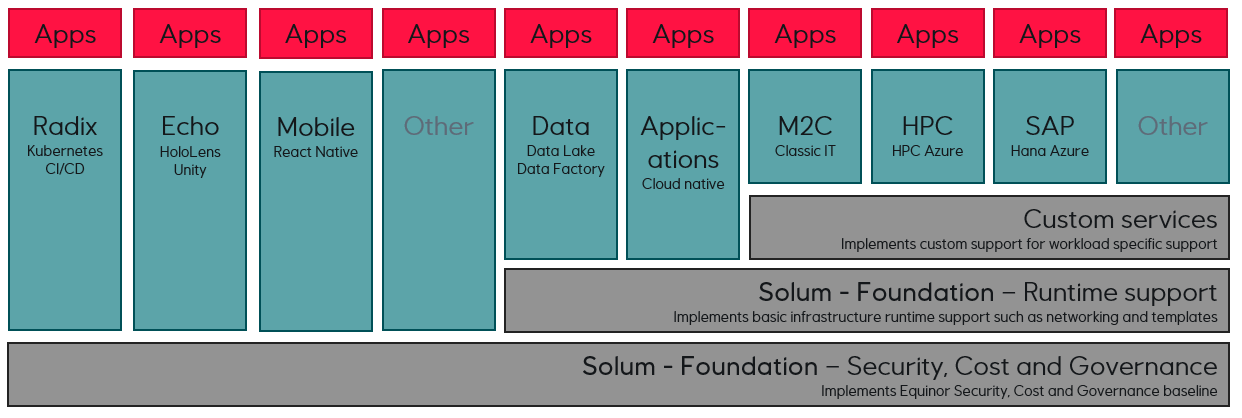 Apps
Apps
Apps
Apps
Apps
Apps
Apps
Apps
Apps
Apps
Radix
Kubernetes
CI/CD
Echo
HoloLens
Unity
Mobile
React Native
Other
Data
Data Lake
Data Factory
Applic-
ations
Cloud native
M2C
Classic IT
HPC
HPC Azure
SAP
Hana Azure
Other
Custom services
Implements custom support for workload specific support
Solum - Foundation – Runtime support
Implements basic infrastructure runtime support such as networking and templates
Solum - Foundation – Security, Cost and Governance
Implements Equinor Security, Cost and Governance baseline